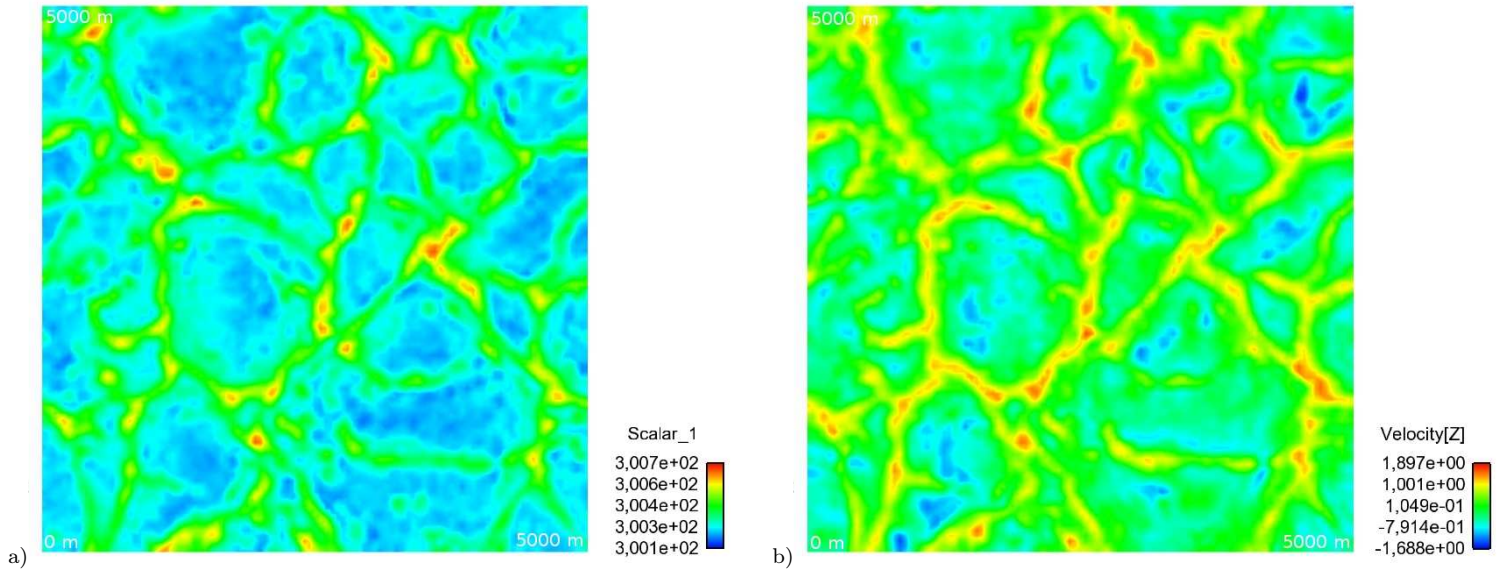 5000 m
0 m
5000 m
Scalar_1
3,007e+02
3,006e+02
3,004e+02
3,003e+02
3,001e+02
a)
5000 m
0 m
5000 m
Velocity[Z]
1,897e+00
1,001e+00
1,049e-01
-7,914e-01
-1,688e+00
b)